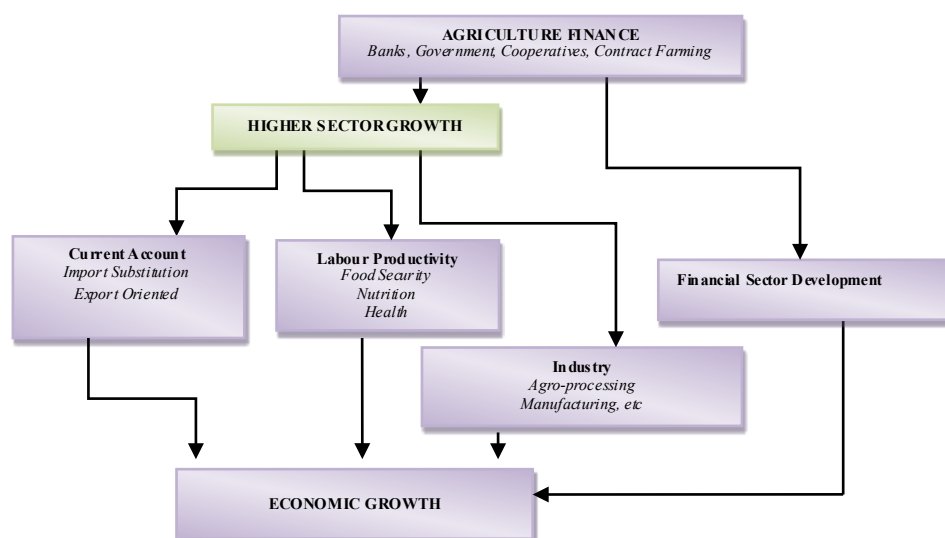 AGRICULTURE FINANCE
Banks, Government, Cooperatives, Contract Farming
HIGHER SECTOR GROWTH
Current Account
Import Substitution
Export Oriented
Labour Productivity
Food Security
Nutrition
Health
Financial Sector Development
Industry
Agro-processing
Manufacturing, etc
ECONOMIC GROWTH